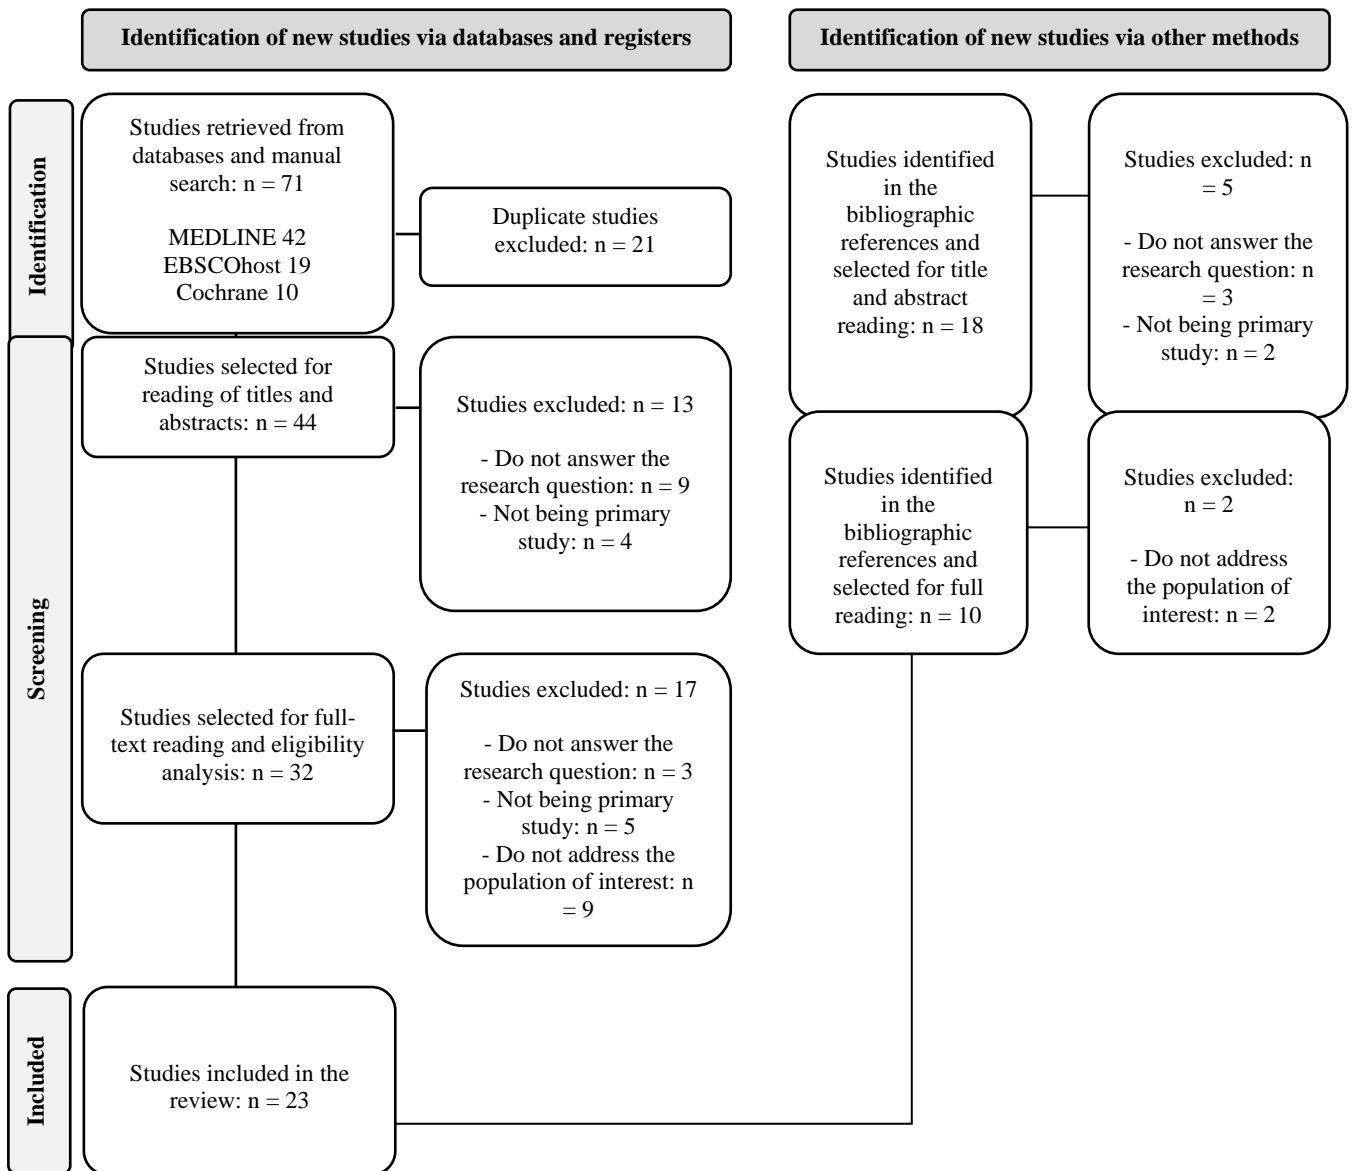 Identification of new studies via databases and registers
Identification of new studies via other methods
Identification
Studies retrieved from
databases and manual
search: n = 71
MEDLINE 42
EBSCOhost 19
Cochrane 10
Duplicate studies
excluded: n = 21
Studies identified
in the
bibliographic
references and
selected for title
and abstract
reading: n = 18
Studies excluded: n
= 5
- Do not answer the
research question: n
= 3
- Not being primary
study: n = 2
Screening
Studies selected for
reading of titles and
abstracts: n = 44
Studies excluded: n = 13
- Do not answer the
research question: n = 9
- Not being primary
study: n = 4
Studies identified
in the
bibliographic
references and
selected for full
reading: n = 10
Studies excluded:
n = 2
- Do not address
the population of
interest: n = 2
Studies selected for full-
text reading and eligibility
analysis: n = 32
Studies excluded: n = 17
- Do not answer the
research question: n = 3
- Not being primary
study: n = 5
- Do not address the
population of interest: n
= 9
Included
Studies included in the
review: n = 23